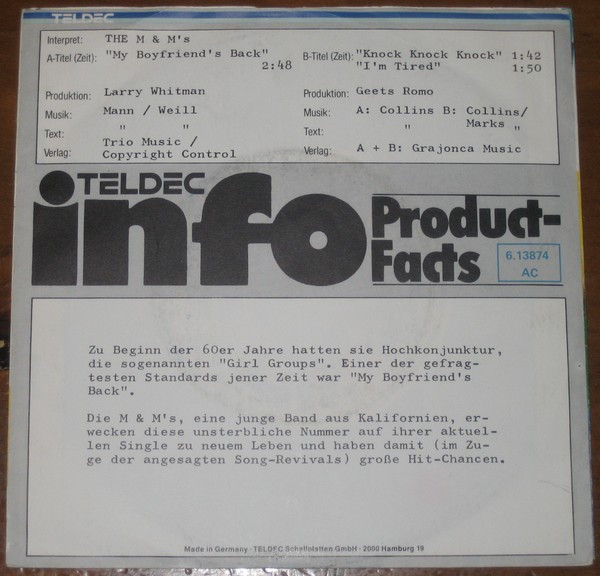 TELDEC
Interpret: THE M & M's
A-Titel (Zeit): "My Boyfriend's Back"
2:48
Produktion: Larry Whitman
Musik: Mann / Weill
Text: " "
Verlag: Trio Music /
Copyright Control
B-Titel (Zeit): "Knock Knock Knock" 1:42
"I'm Tired" 1:50
Produktion: Geets Romo
Musik: A: Collins B: Collins/
Marks
Text: " "
Verlag: A + B: Grajonca Music
TELDEC
info
Product-
Facts
6.13874
AC
Zu Beginn der 60er Jahre hatten sie Hochkonjunktur,
die sogenannten "Girl Groups". Einer der gefrag-
testen Standards jener Zeit war "My Boyfriend's
Back".
Die M & M's, eine junge Band aus Kalifornien, er-
wecken diese unsterbliche Nummer auf ihrer aktuel-
len Single zu neuem Leben und haben damit (im Zu-
ge der angesagten Song-Revivals) große Hit-Chancen.
Made in Germany · TELDEC Schallplatten GmbH · 2000 Hamburg 19